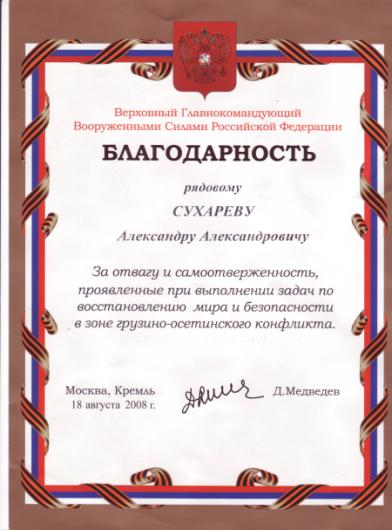 Верховный Главнокомандующий
Вооруженными Силами Российской Федерации
БЛАГОДАРНОСТЬ
рядовому
СУХАРЕВУ
Александру Александровичу
За отвагу и самоотверженность,
проявленные при выполнении задач по
восстановлению мира и безопасности
в зоне грузино-осетинского конфликта.
Москва, Кремль
18 августа 2008 г.
Д.Медведев